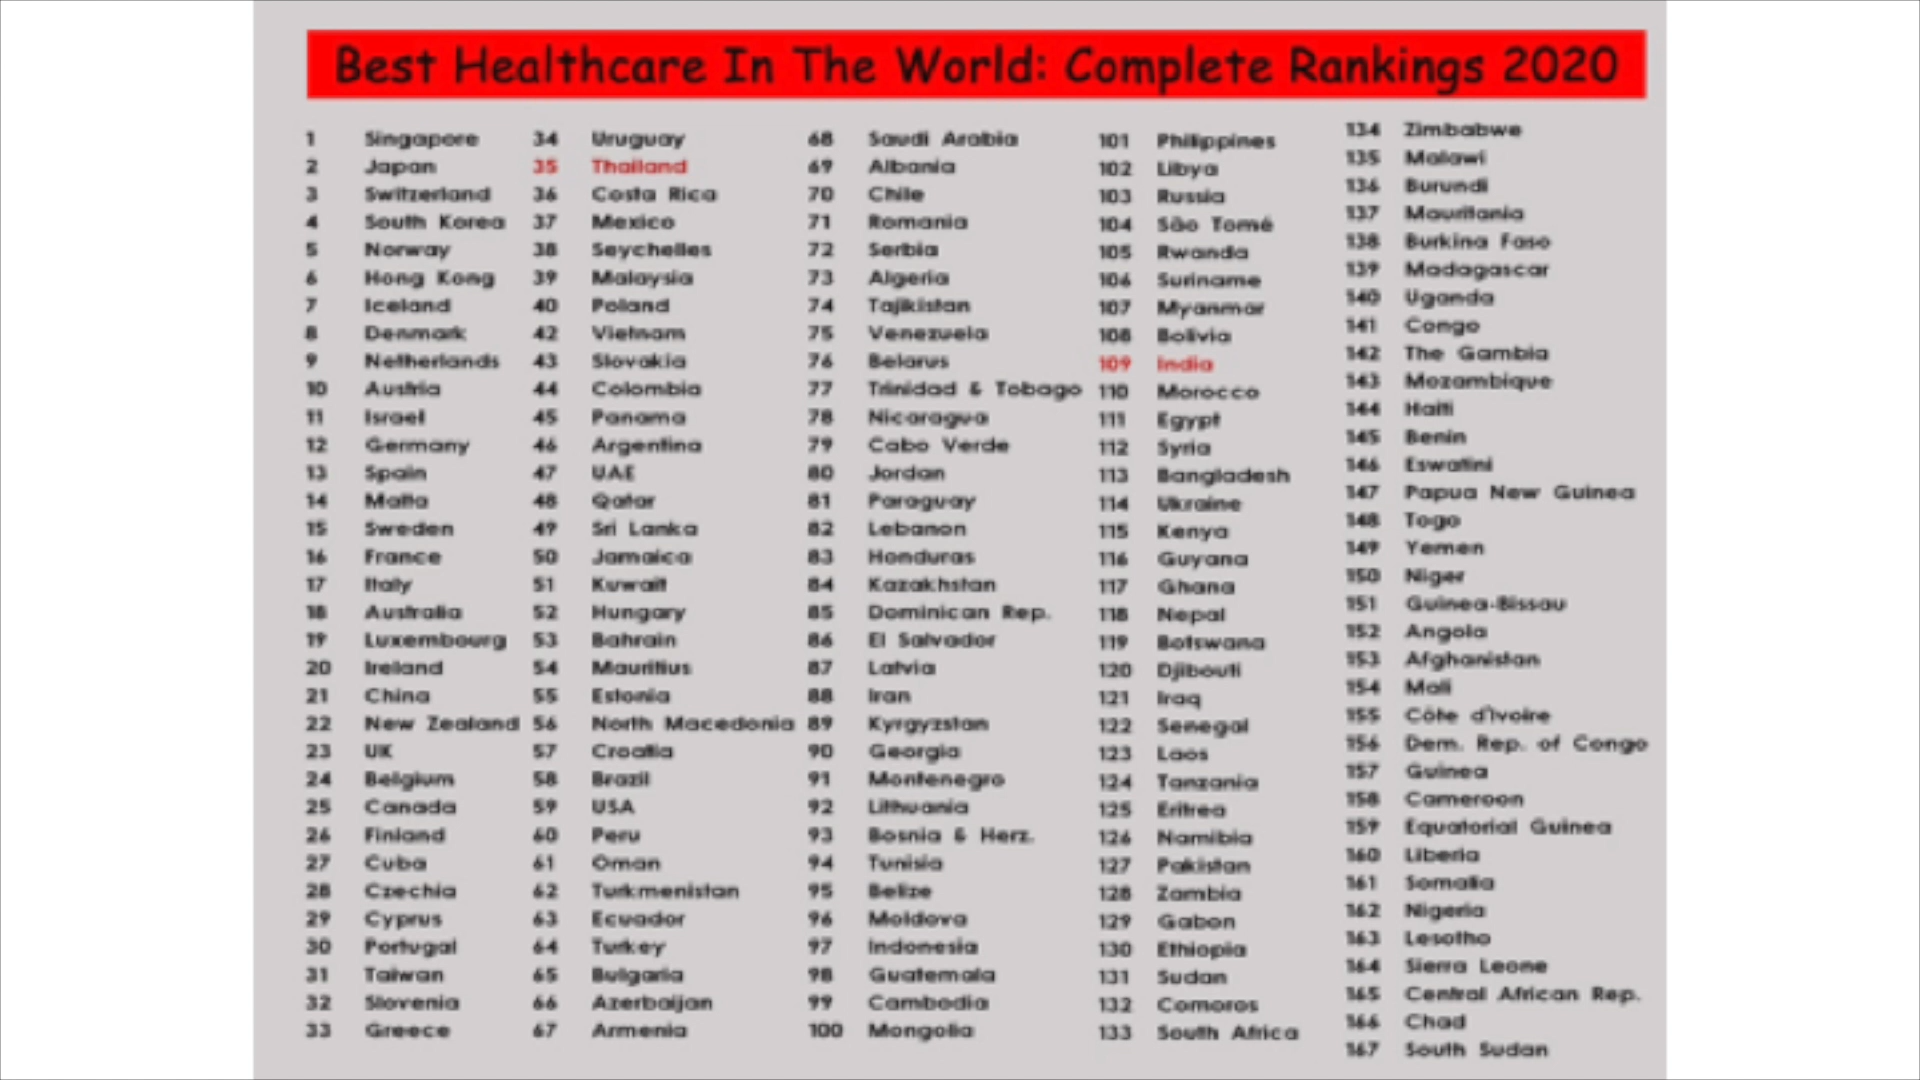 Best Healthcare In The World: Complete Rankings 2020
1 Singapore
2 Japan
3 Switzerland
4 South Korea
5 Norway
6 Hong Kong
7 Iceland
8 Denmark
9 Netherlands
10 Austria
11 Israel
12 Germany
13 Spain
14 Malta
15 Sweden
16 France
17 Italy
18 Australia
19 Luxembourg
20 Ireland
21 China
22 New Zealand
23 UK
24 Belgium
25 Canada
26 Finland
27 Cuba
28 Czechia
29 Cyprus
30 Portugal
31 Taiwan
32 Slovenia
33 Greece
34 Uruguay
35 Thailand
36 Costa Rica
37 Mexico
38 Seychelles
39 Malaysia
40 Poland
42 Vietnam
43 Slovakia
44 Colombia
45 Panama
46 Argentina
47 UAE
48 Qatar
49 Sri Lanka
50 Jamaica
51 Kuwait
52 Hungary
53 Bahrain
54 Mauritius
55 Estonia
56 North Macedonia
57 Croatia
58 Brazil
59 USA
60 Peru
61 Oman
62 Turkmenistan
63 Ecuador
64 Turkey
65 Bulgaria
66 Azerbaijan
67 Armenia
68 Saudi Arabia
69 Albania
70 Chile
71 Romania
72 Serbia
73 Algeria
74 Tajikistan
75 Venezuela
76 Belarus
77 Trinidad & Tobago
78 Nicaragua
79 Cabo Verde
80 Jordan
81 Paraguay
82 Lebanon
83 Honduras
84 Kazakhstan
85 Dominican Rep.
86 El Salvador
87 Latvia
88 Iran
89 Kyrgyzstan
90 Georgia
91 Montenegro
92 Lithuania
93 Bosnia & Herz.
94 Tunisia
95 Belize
96 Moldova
97 Indonesia
98 Guatemala
99 Cambodia
100 Mongolia
101 Philippines
102 Libya
103 Russia
104 São Tomé
105 Rwanda
106 Suriname
107 Myanmar
108 Bolivia
109 India
110 Morocco
111 Egypt
112 Syria
113 Bangladesh
114 Ukraine
115 Kenya
116 Guyana
117 Ghana
118 Nepal
119 Botswana
120 Djibouti
121 Iraq
122 Senegal
123 Laos
124 Tanzania
125 Eritrea
126 Namibia
127 Pakistan
128 Zambia
129 Gabon
130 Ethiopia
131 Sudan
132 Comoros
133 South Africa
134 Zimbabwe
135 Malawi
136 Burundi
137 Mauritania
138 Burkina Faso
139 Madagascar
140 Uganda
141 Congo
142 The Gambia
143 Mozambique
144 Haiti
145 Benin
146 Eswatini
147 Papua New Guinea
148 Togo
149 Yemen
150 Niger
151 Guinea-Bissau
152 Angola
153 Afghanistan
154 Mali
155 Côte d'Ivoire
156 Dem. Rep. of Congo
157 Guinea
158 Cameroon
159 Equatorial Guinea
160 Liberia
161 Somalia
162 Nigeria
163 Lesotho
164 Sierra Leone
165 Central African Rep.
166 Chad
167 South Sudan